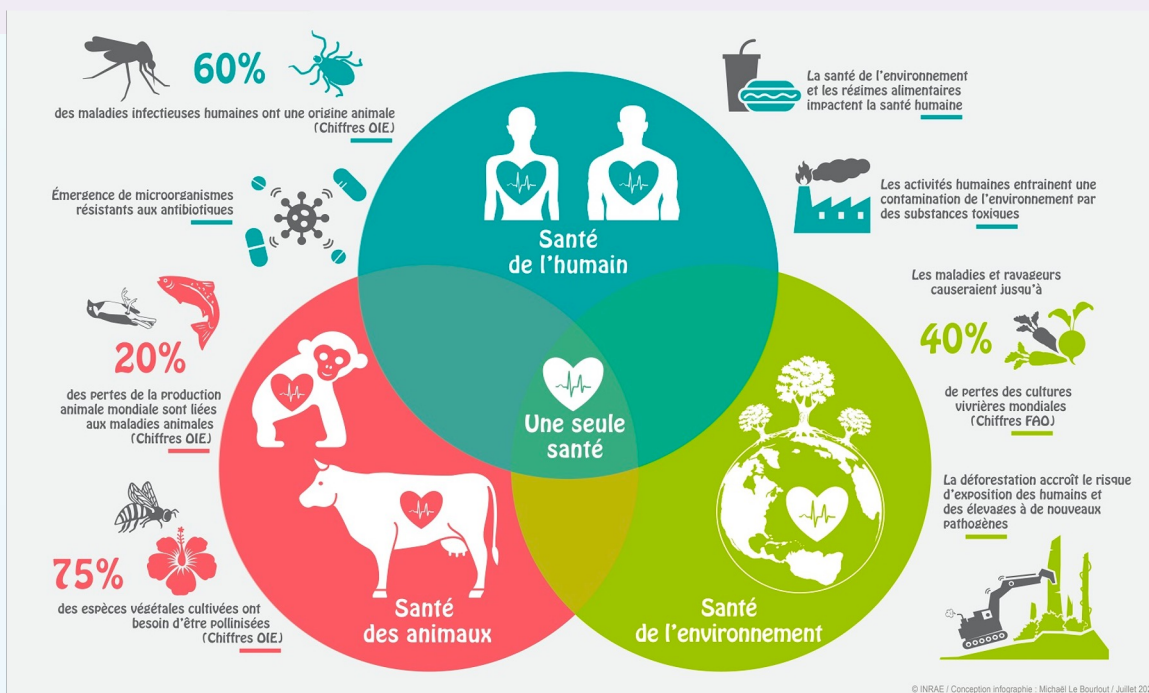 60%
des maladies infectieuses humaines ont une origine animale
(Chiffres OIE)
Émergence de microorganismes
résistants aux antibiotiques
20%
des pertes de la production
animale mondiale sont liées
aux maladies animales
(Chiffres OIE)
75%
des espèces végétales cultivées ont
besoin d'être pollinisées
(Chiffres OIE)
Santé
de l'humain
Une seule
santé
Santé
des animaux
Santé
de l'environnement
La santé de l'environnement
et les régimes alimentaires
impactent la santé humaine
Les activités humaines entrainent une
contamination de l'environnement par
des substances toxiques
Les maladies et ravageurs
causeraient jusqu'à
40%
de pertes des cultures
vivrières mondiales
(Chiffres FAO)
La déforestation accroît le risque
d'exposition des humains et
des élevages à de nouveaux
pathogènes
© INRAE / Conception infographie : Michaël Le Bourlout / Juillet